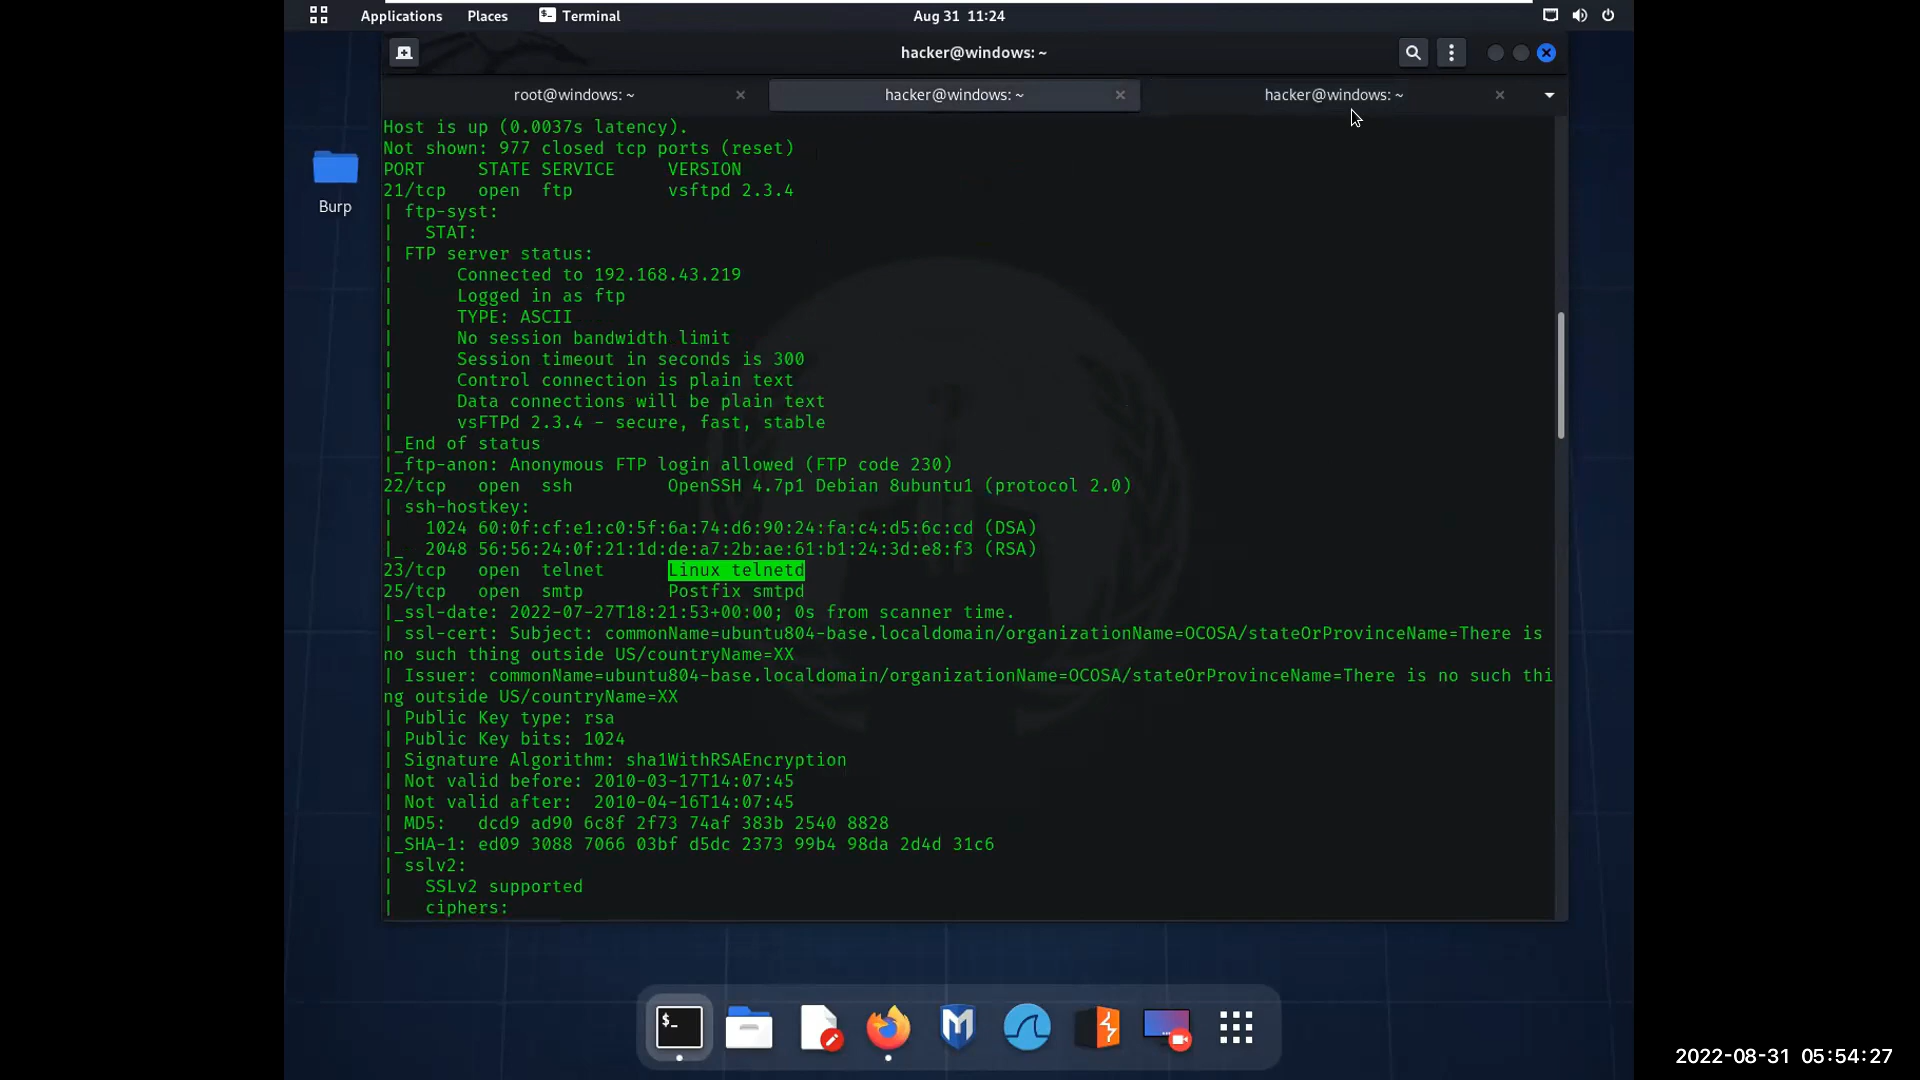 Applications Places Terminal Aug 31 11:24
hacker@windows: ~
root@windows: ~ hacker@windows: ~ hacker@windows: ~
Host is up (0.0037s latency).
Not shown: 977 closed tcp ports (reset)
PORT STATE SERVICE VERSION
21/tcp open ftp vsftpd 2.3.4
| ftp-syst:
| STAT:
| FTP server status:
| Connected to 192.168.43.219
| Logged in as ftp
| TYPE: ASCII
| No session bandwidth limit
| Session timeout in seconds is 300
| Control connection is plain text
| Data connections will be plain text
| vsFTPd 2.3.4 - secure, fast, stable
|_End of status
|_ftp-anon: Anonymous FTP login allowed (FTP code 230)
22/tcp open ssh OpenSSH 4.7p1 Debian 8ubuntu1 (protocol 2.0)
| ssh-hostkey:
| 1024 60:0f:cf:e1:c0:5f:6a:74:d6:90:24:fa:c4:d5:6c:cd (DSA)
|_ 2048 56:56:24:0f:21:1d:de:a7:2b:ae:61:b1:24:3d:e8:f3 (RSA)
23/tcp open telnet Linux telnetd
25/tcp open smtp Postfix smtpd
|_ssl-date: 2022-07-27T18:21:53+00:00; 0s from scanner time.
| ssl-cert: Subject: commonName=ubuntu804-base.localdomain/organizationName=OCOSA/stateOrProvinceName=There is
no such thing outside US/countryName=XX
| Issuer: commonName=ubuntu804-base.localdomain/organizationName=OCOSA/stateOrProvinceName=There is no such thi
ng outside US/countryName=XX
| Public Key type: rsa
| Public Key bits: 1024
| Signature Algorithm: sha1WithRSAEncryption
| Not valid before: 2010-03-17T14:07:45
| Not valid after: 2010-04-16T14:07:45
| MD5: dcd9 ad90 6c8f 2f73 74af 383b 2540 8828
|_SHA-1: ed09 3088 7066 03bf d5dc 2373 99b4 98da 2d4d 31c6
| sslv2:
| SSLv2 supported
| ciphers:
Burp
2022-08-31 05:54:27